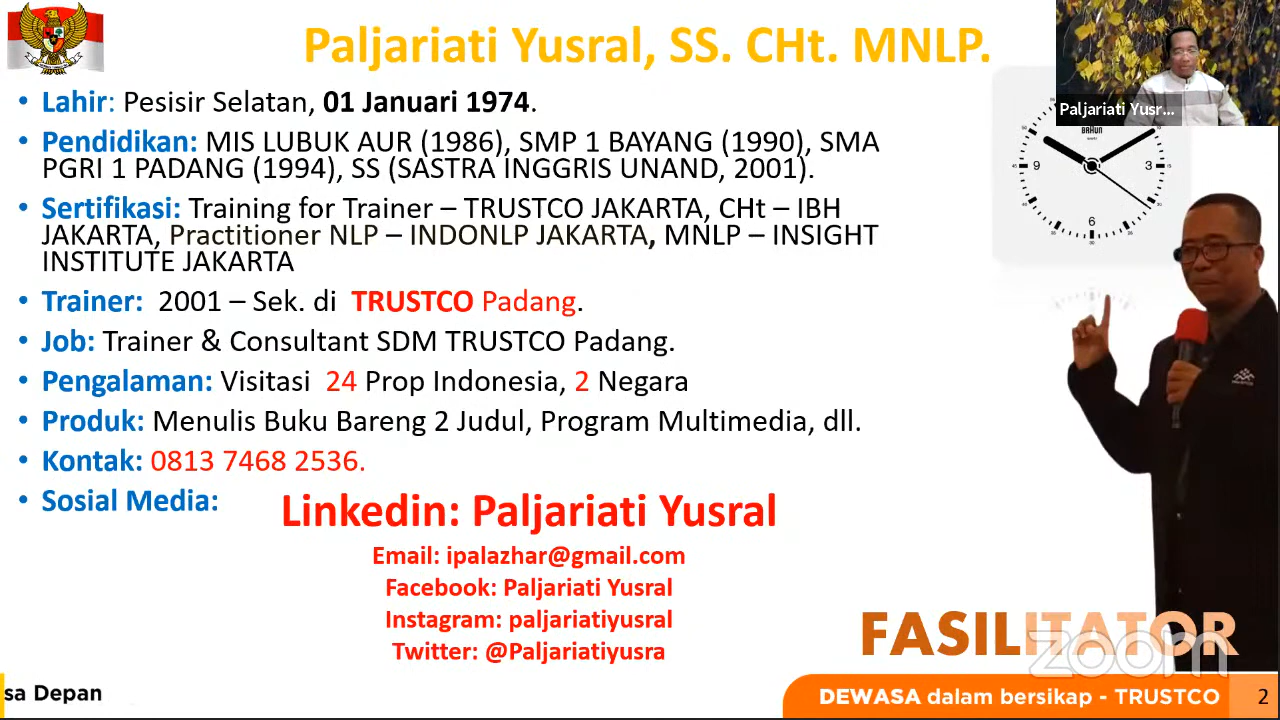 Paljariati Yusral, SS. CHt. MNLP.
Paljariati Yusr...
• Lahir: Pesisir Selatan, 01 Januari 1974.
• Pendidikan: MIS LUBUK AUR (1986), SMP 1 BAYANG (1990), SMA
PGRI 1 PADANG (1994), SS (SASTRA INGGRIS UNAND, 2001).
• Sertifikasi: Training for Trainer – TRUSTCO JAKARTA, CHt – IBH
JAKARTA, Practitioner NLP – INDONLP JAKARTA, MNLP – INSIGHT
INSTITUTE JAKARTA
• Trainer: 2001 – Sek. di TRUSTCO Padang.
• Job: Trainer & Consultant SDM TRUSTCO Padang.
• Pengalaman: Visitasi 24 Prop Indonesia, 2 Negara
• Produk: Menulis Buku Bareng 2 Judul, Program Multimedia, dll.
• Kontak: 0813 7468 2536.
• Sosial Media:
Linkedin: Paljariati Yusral
Email: ipalazhar@gmail.com
Facebook: Paljariati Yusral
Instagram: paljariatiyusral
Twitter: @Paljariatiyusra
BRAUN
9
3
6
FASILITATOR
zoom
sa Depan
DEWASA dalam bersikap - TRUSTCO
2